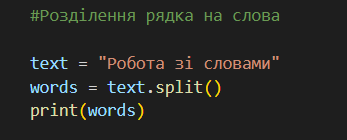 #Розділення рядка на слова
text = "Робота зі словами"
words = text.split()
print(words)